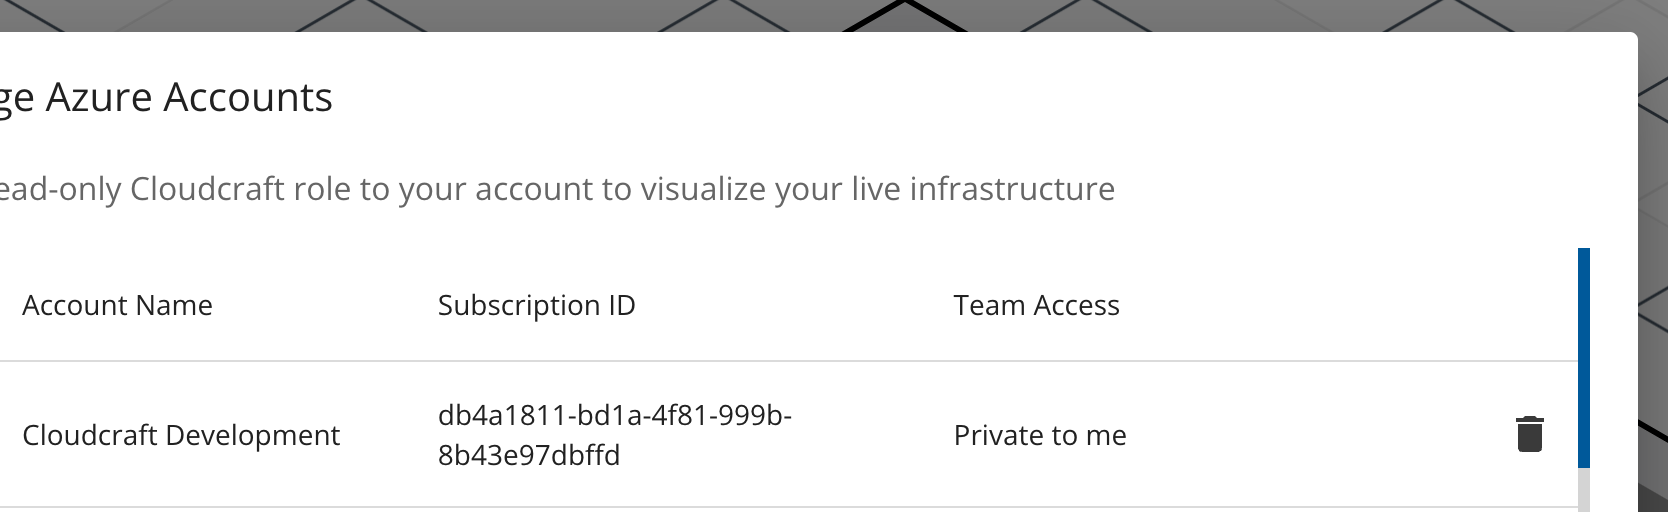 ge Azure Accounts
ead-only Cloudcraft role to your account to visualize your live infrastructure
Account Name Subscription ID Team Access
Cloudcraft Development db4a1811-bd1a-4f81-999b-
8b43e97dbffd Private to me